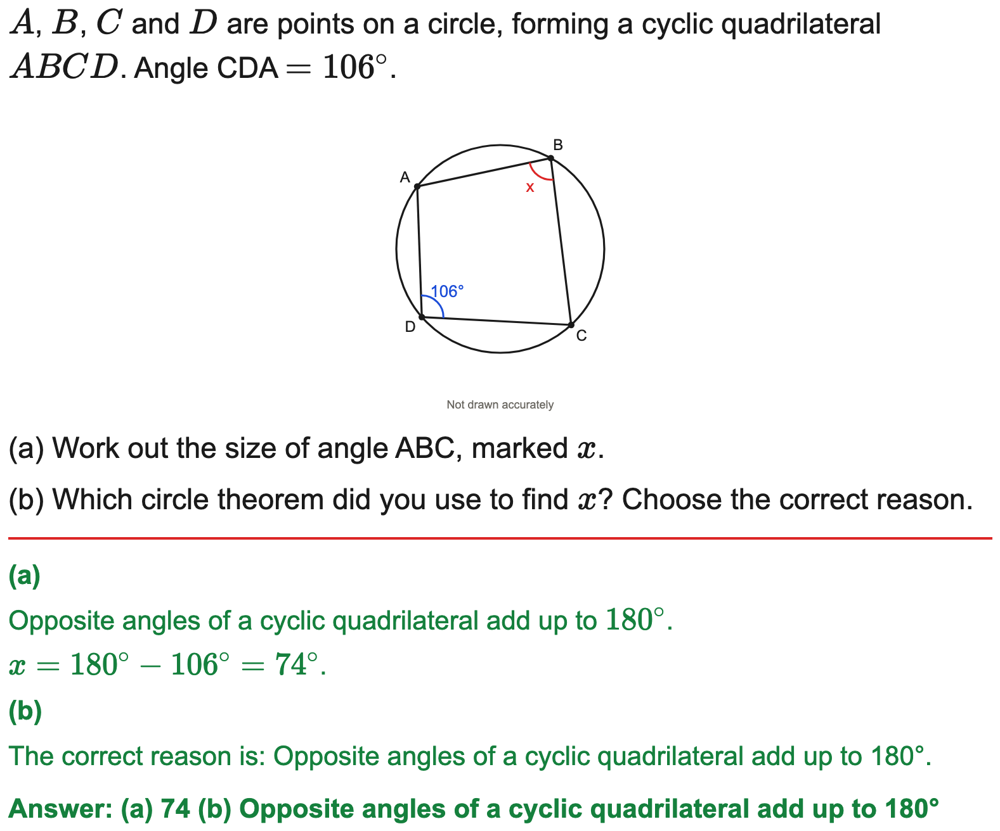 A, B, C and D are points on a circle, forming a cyclic quadrilateral
ABCD. Angle CDA = 106°.
B
A
x
106°
D
C
Not drawn accurately
(a) Work out the size of angle ABC, marked x.
(b) Which circle theorem did you use to find x? Choose the correct reason.
(a)
Opposite angles of a cyclic quadrilateral add up to 180°.
x = 180° − 106° = 74°.
(b)
The correct reason is: Opposite angles of a cyclic quadrilateral add up to 180°.
Answer: (a) 74 (b) Opposite angles of a cyclic quadrilateral add up to 180°